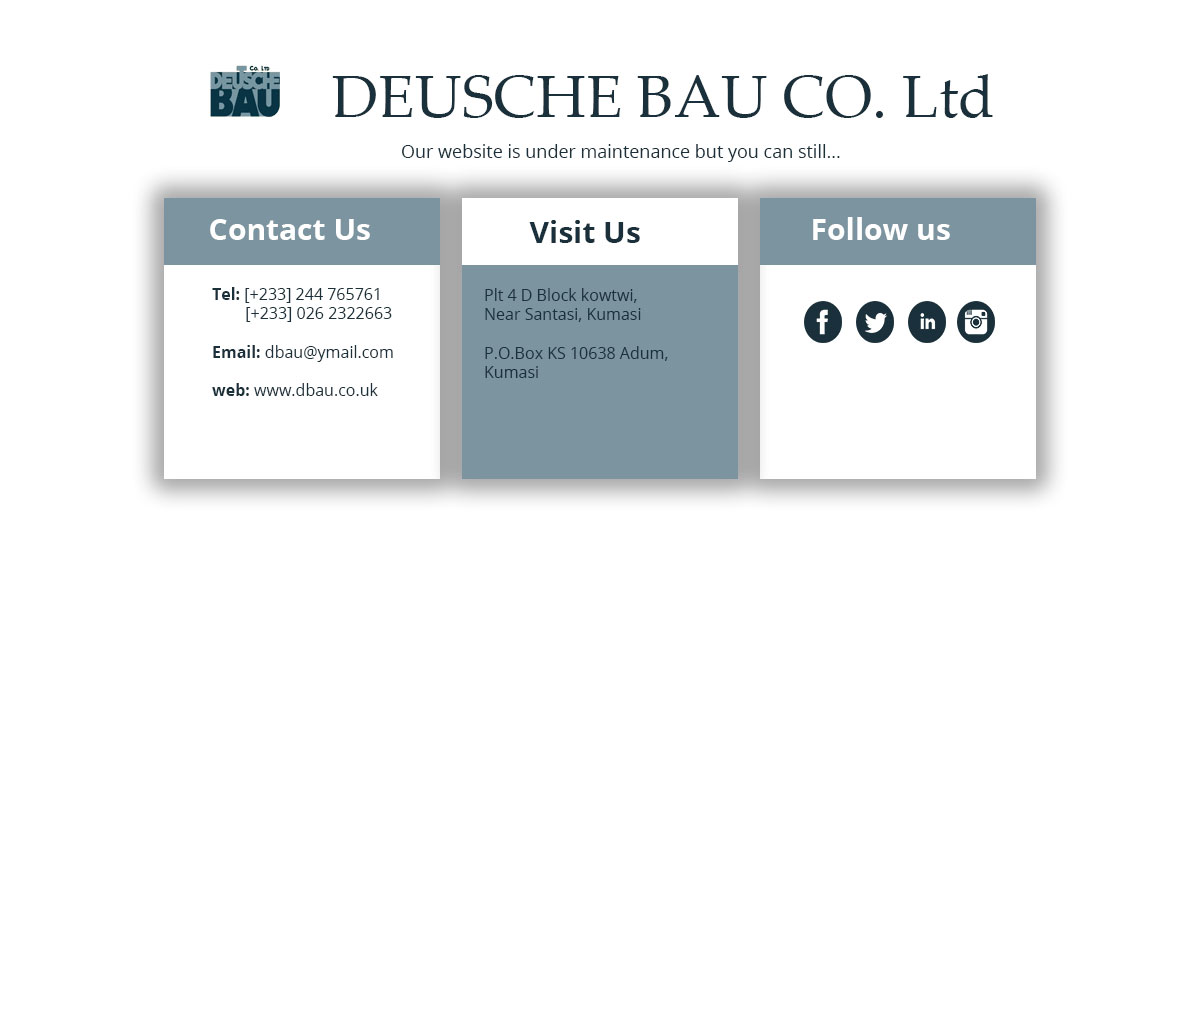 Co. Ltd
DEUSCHE
BAU
DEUSCHE BAU CO. Ltd
Our website is under maintenance but you can still...
Contact Us
Tel: [+233] 244 765761
[+233] 026 2322663
Email: dbau@ymail.com
web: www.dbau.co.uk
Visit Us
Plt 4 D Block kowtwi,
Near Santasi, Kumasi
P.O.Box KS 10638 Adum,
Kumasi
Follow us